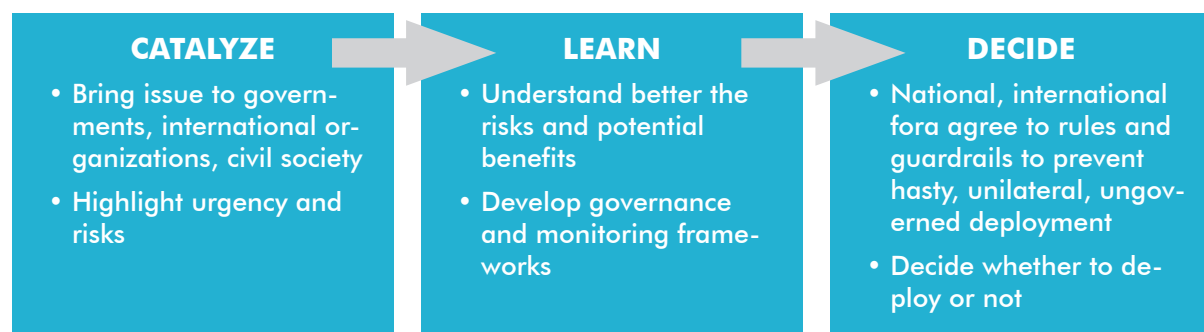 CATALYZE
• Bring issue to govern-
ments, international or-
ganizations, civil society
• Highlight urgency and
risks
LEARN
• Understand better the
risks and potential
benefits
• Develop governance
and monitoring frame-
works
DECIDE
• National, international
fora agree to rules and
guardrails to prevent
hasty, unilateral, ungov-
erned deployment
• Decide whether to de-
ploy or not